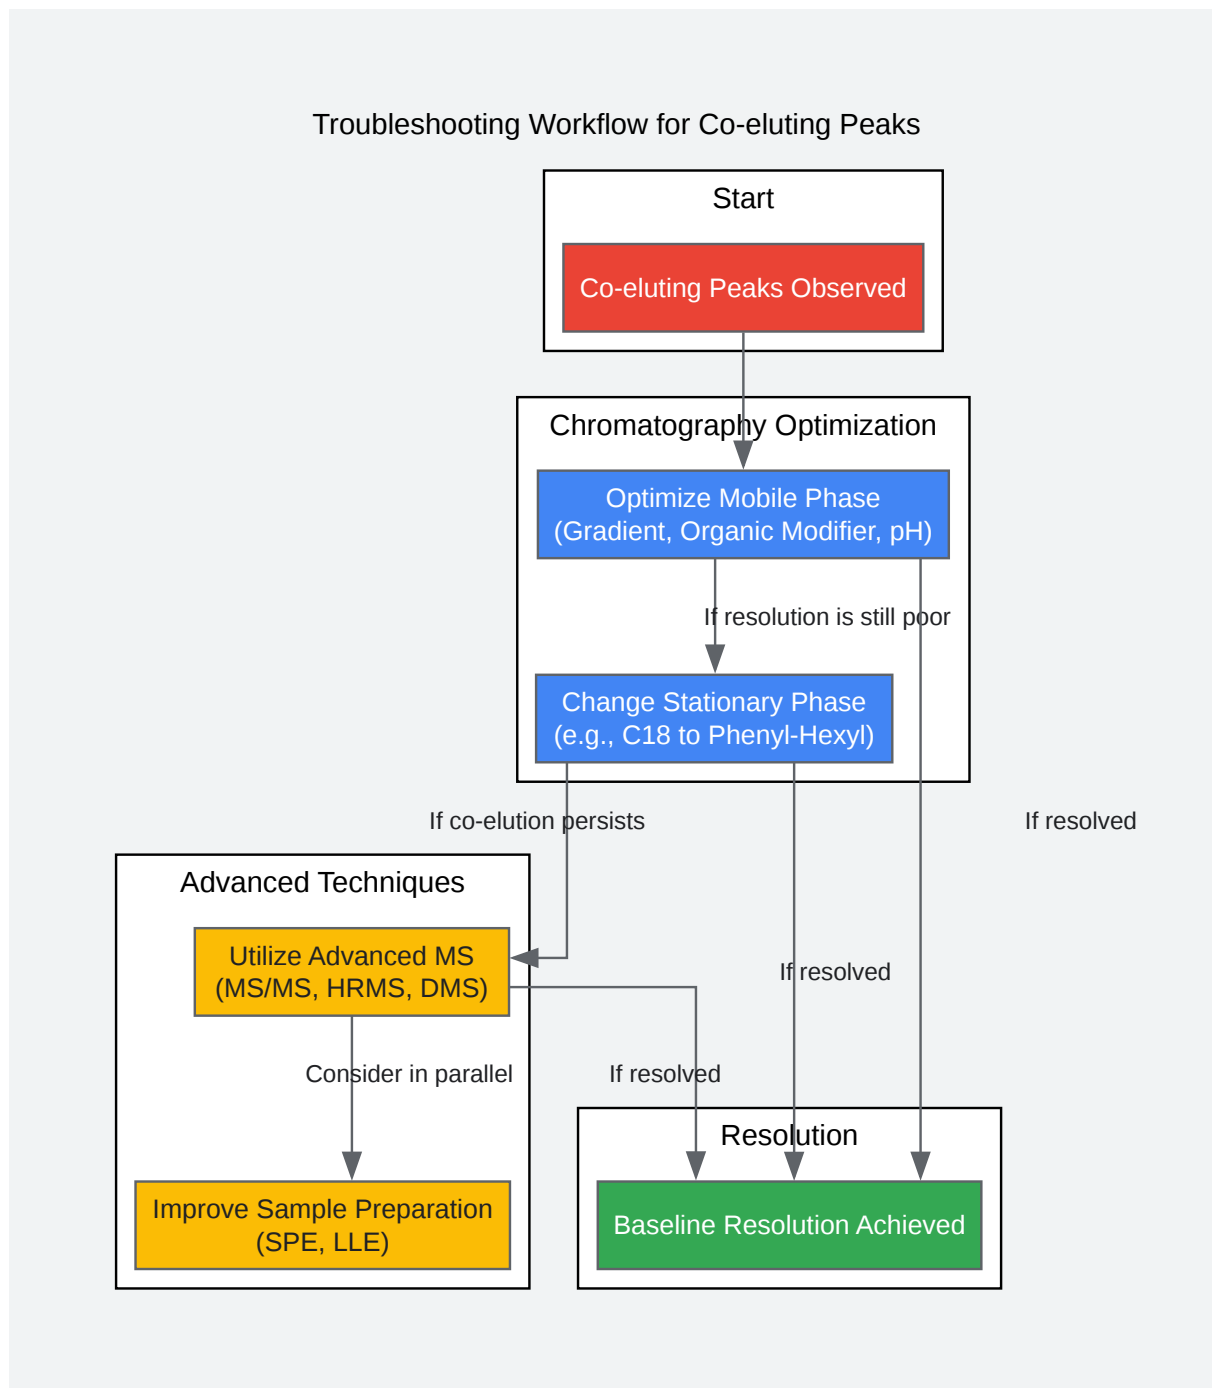 Troubleshooting Workflow for Co-eluting Peaks
Start
Co-eluting Peaks Observed
Chromatography Optimization
Optimize Mobile Phase
(Gradient, Organic Modifier, pH)
If resolution is still poor
Change Stationary Phase
(e.g., C18 to Phenyl-Hexyl)
If co-elution persists
If resolved
Advanced Techniques
Utilize Advanced MS
(MS/MS, HRMS, DMS)
If resolved
Consider in parallel
If resolved
Resolution
Improve Sample Preparation
(SPE, LLE)
Baseline Resolution Achieved